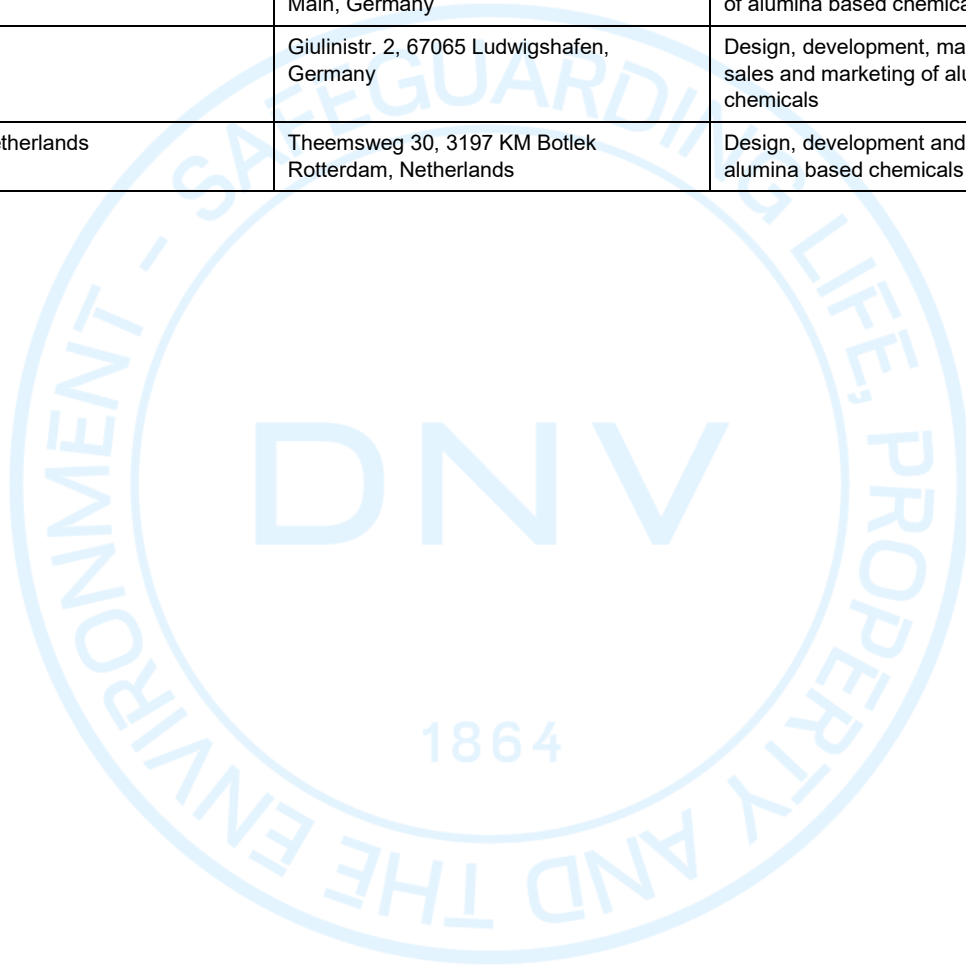 Main, Germany
of alumina based chemica
Giulinistr. 2, 67065 Ludwigshafen,
Germany
Design, development, ma
sales and marketing of alu
chemicals
therlands
Theemsweg 30, 3197 KM Botlek
Rotterdam, Netherlands
Design, development and
alumina based chemicals
SAFEGUARDING LIFE, PROPERTY AND THE ENVIRONMENT –
DNV
1864